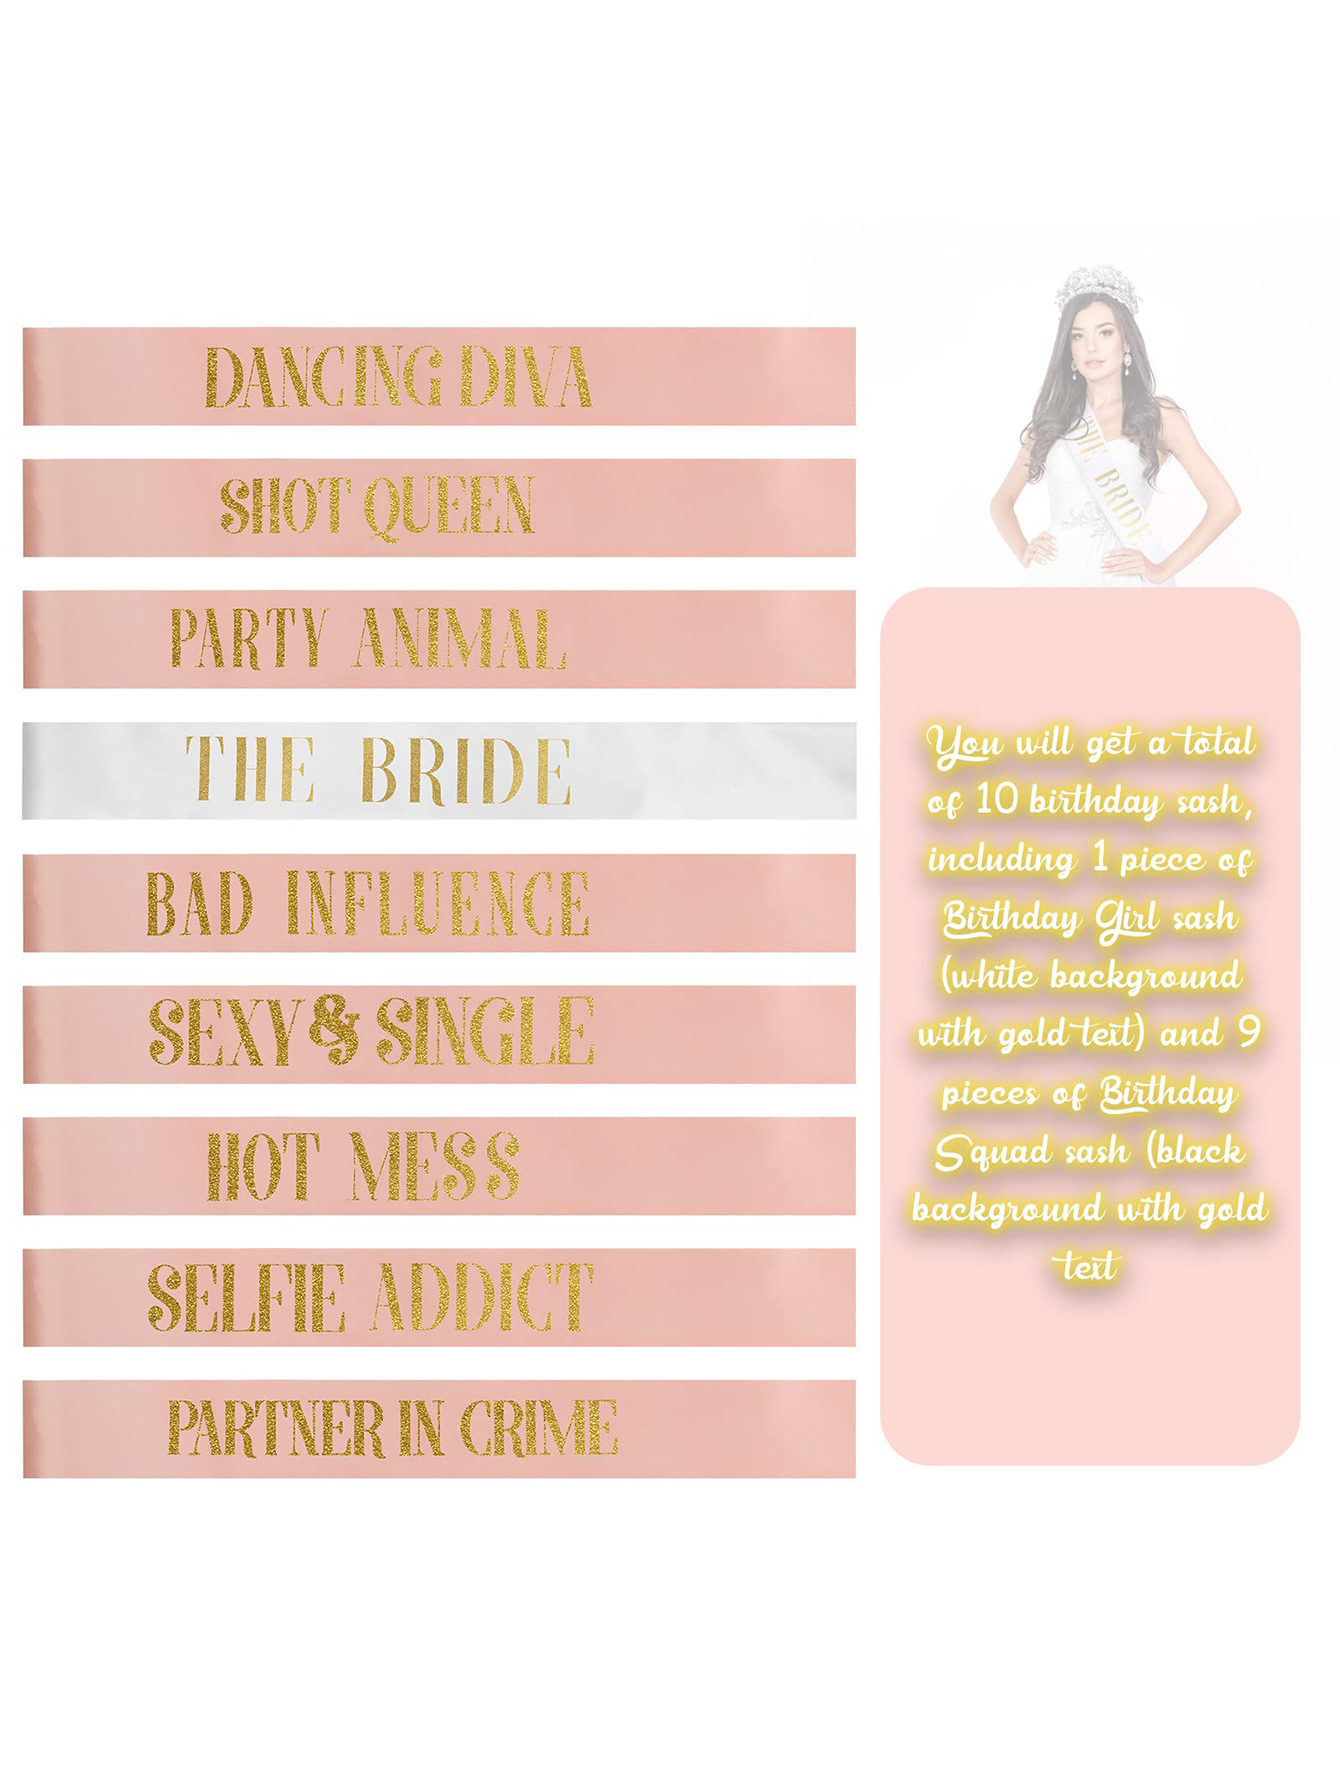 DANCING DIVA
SHOT QUEEN
PARTY ANIMAL
THE BRIDE
BAD INFLUENCE
SEXY & SINGLE
HOT MESS
SELFIE ADDICT
PARTNER IN CRIME
THE BRIDE
You will get a total
of 10 birthday sash,
including 1 piece of
Birthday Girl sash
(white background
with gold text) and 9
pieces of Birthday
Squad sash (black
background with gold
text